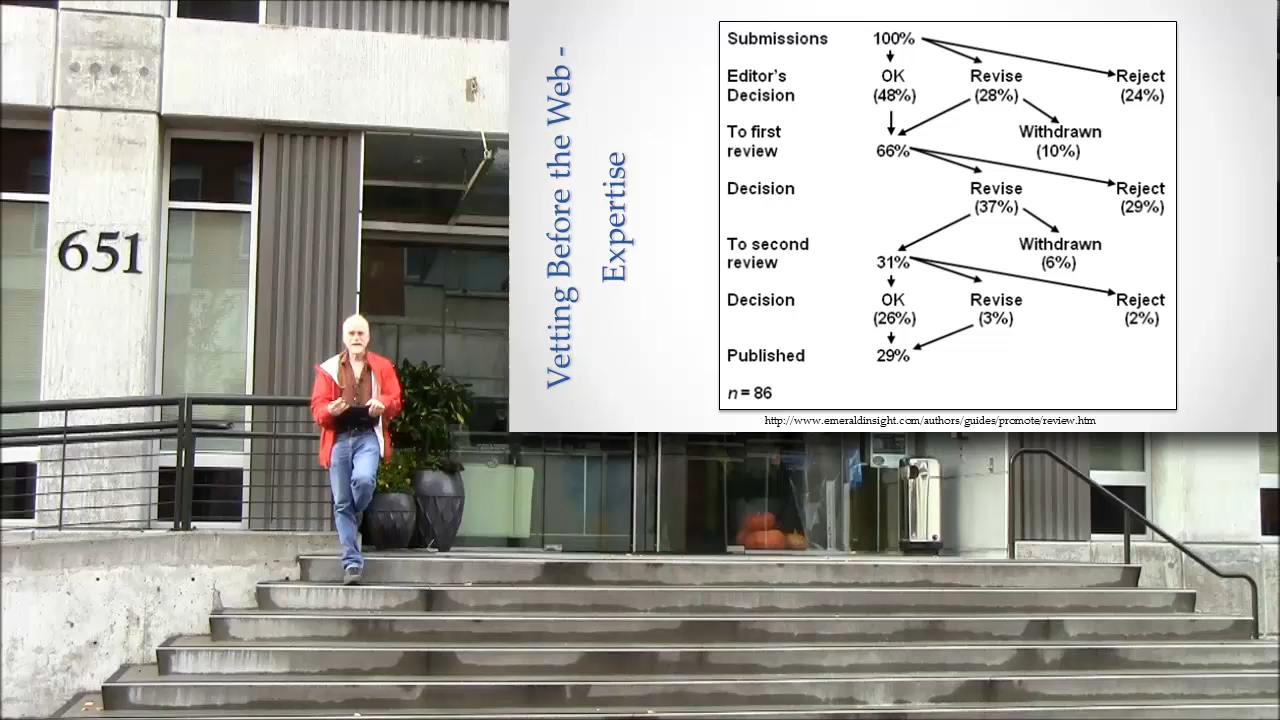 651
Vetting Before the Web -
Expertise
Submissions 100%
Editor's OK Revise Reject
Decision (48%) (28%) (24%)
To first Withdrawn
review 66% (10%)
Decision Revise Reject
(37%) (29%)
To second Withdrawn
review 31% (6%)
Decision OK Revise Reject
(26%) (3%) (2%)
Published 29%
n = 86
http://www.emeraldinsight.com/authors/guides/promote/review.htm